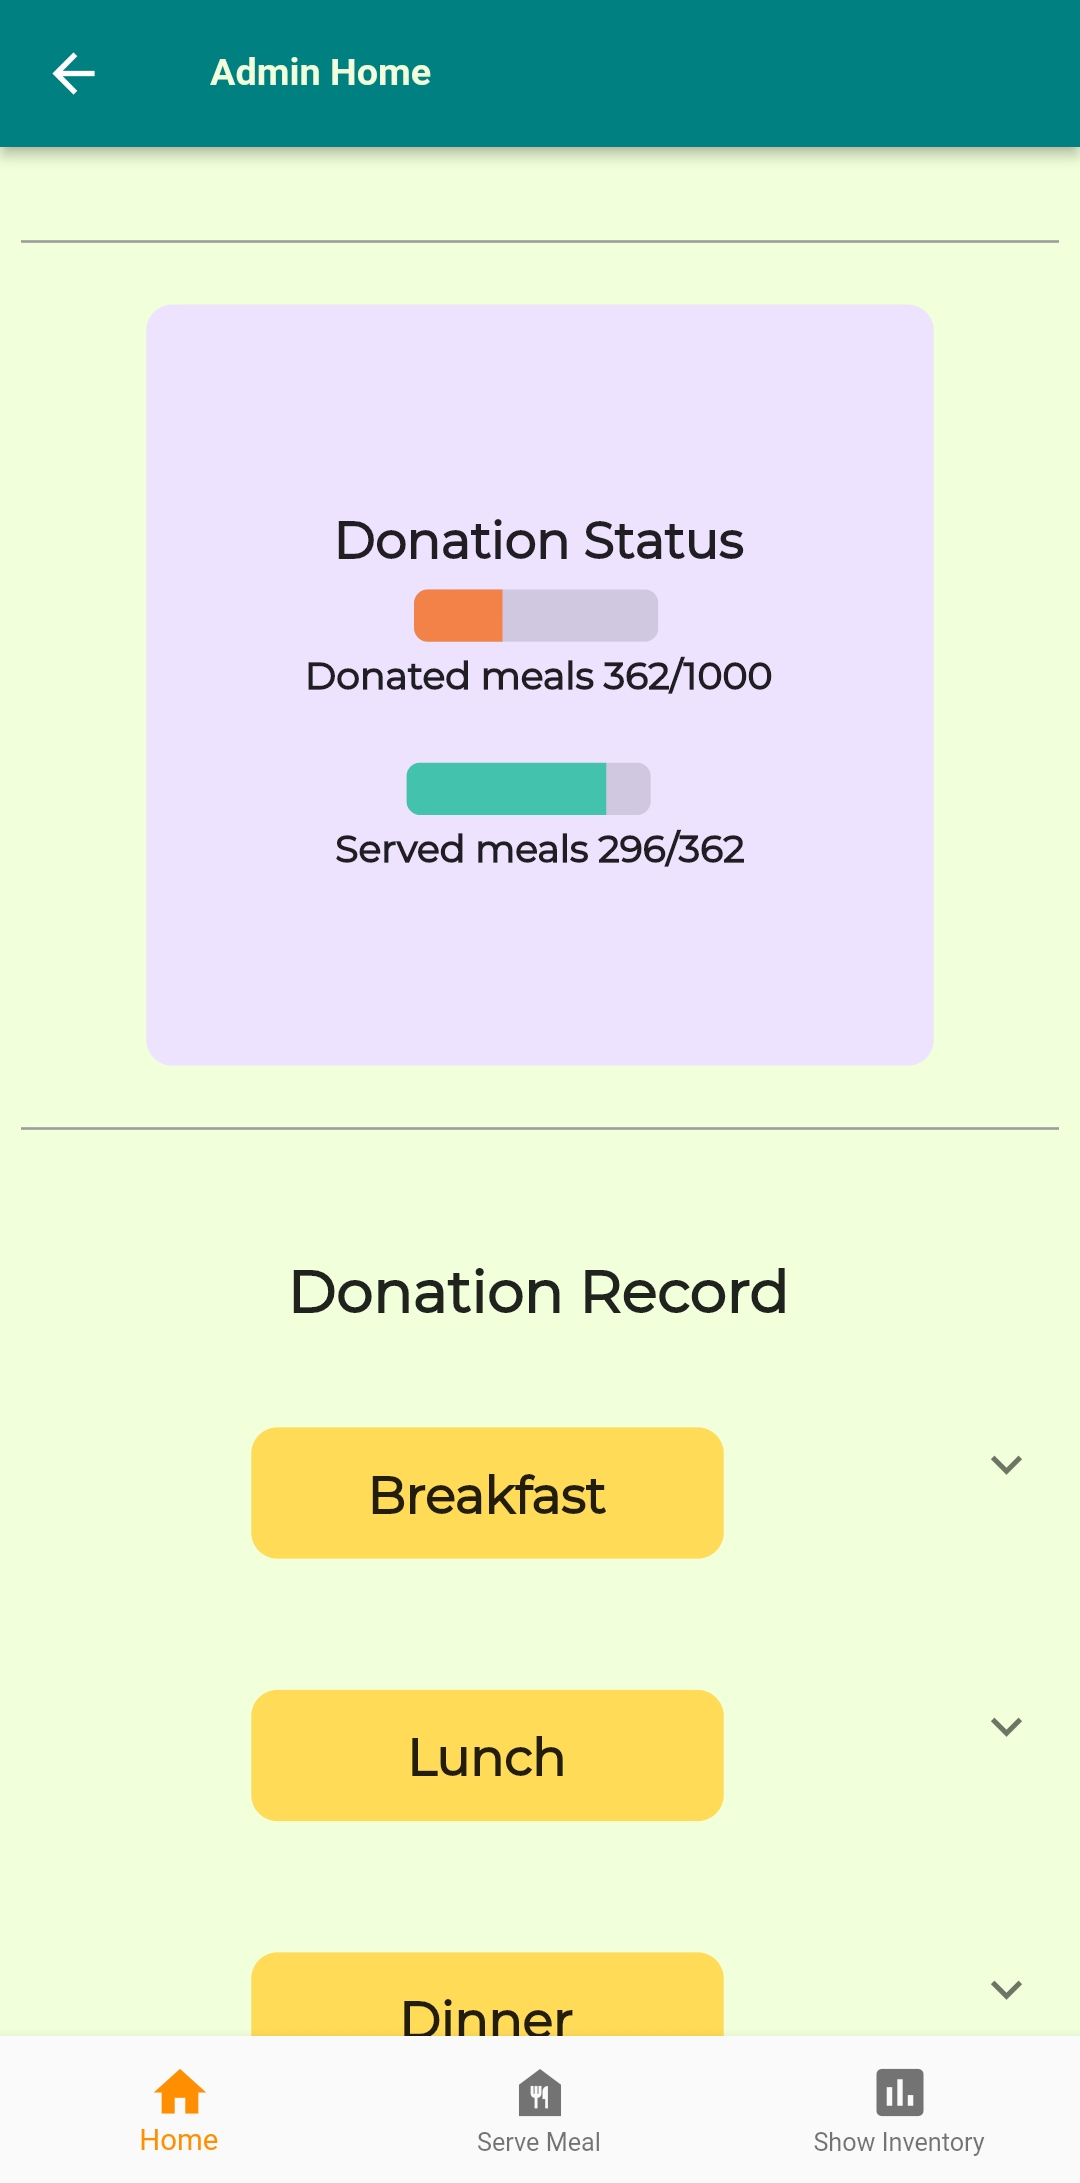 Admin Home
Donation Status
Donated meals 362/1000
Served meals 296/362
Donation Record
Breakfast
Lunch
Dinner
Home
Serve Meal
Show Inventory